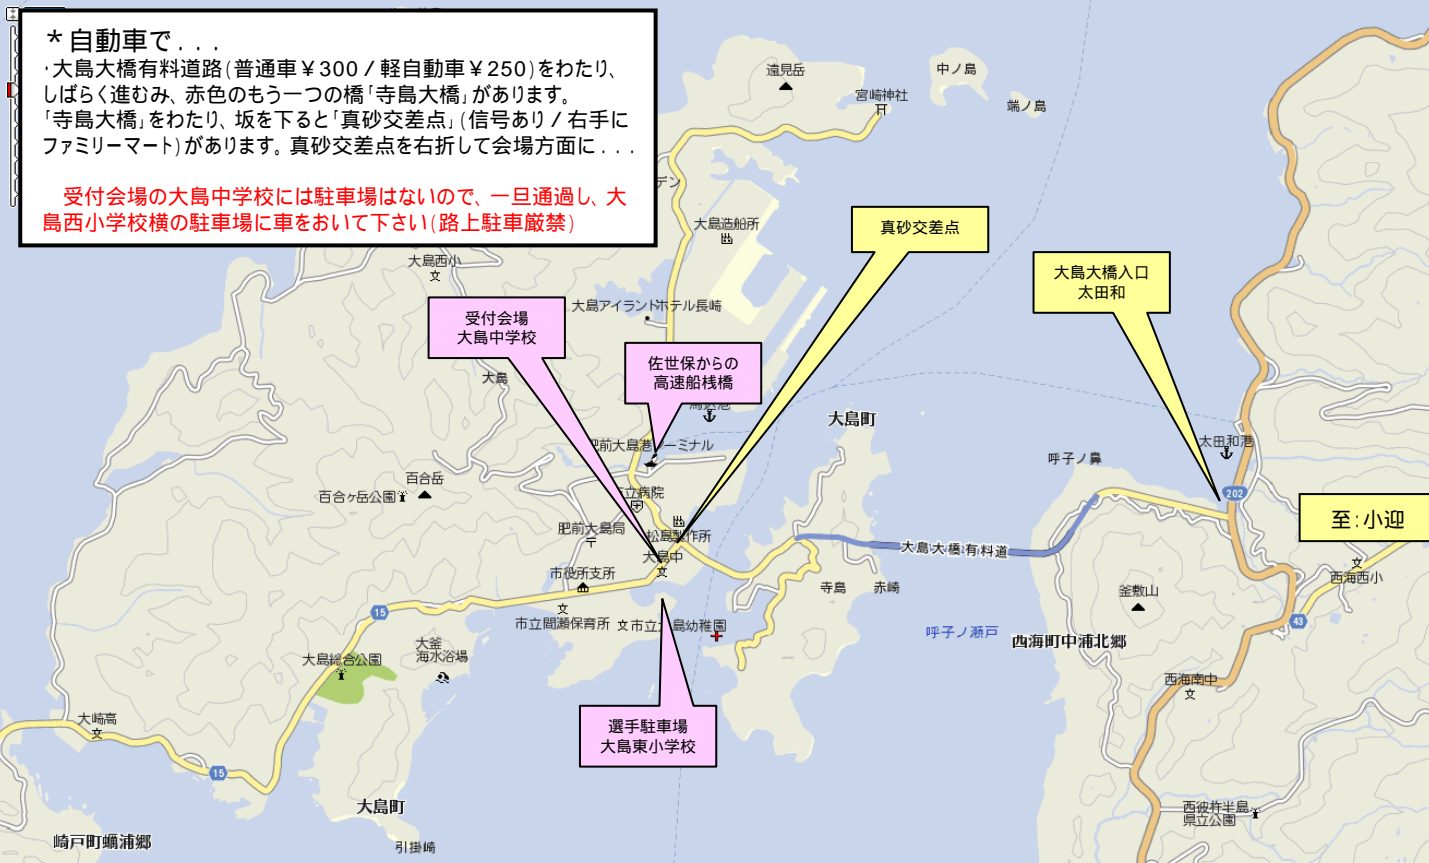 ＊自動車で．．．
・大島大橋有料道路（普通車￥300／軽自動車￥250）をわたり、
しばらく進むみ、赤色のもう一つの橋「寺島大橋」があります。
「寺島大橋」をわたり、坂を下ると「真砂交差点」（信号あり／右手に
ファミリーマート）があります。真砂交差点を右折して会場方面に．．．
受付会場の大島中学校には駐車場はないので、一旦通過し、大
島西小学校横の駐車場に車をおいて下さい（路上駐車厳禁）
遠見岳
中ノ島
宮崎神社
端ノ島
デン
大島造船所
真砂交差点
大島西小
大島大橋入口
太田和
大島アイランドホテル長崎
受付会場
大島中学校
佐世保からの
高速船桟橋
大島
大島町
太田和港
肥前大島港ターミナル
呼子ノ鼻
百合岳
百合ヶ岳公園
市立病院
202
至：小迎
肥前大島局
松島製作所
大島中
大島大橋有料道
西海西小
市役所支所
寺島
赤崎
釜敷山
15
市立間瀬保育所
市立大島幼稚園
43
呼子ノ瀬戸
西海町中浦北郷
大釜
海水浴場
大島総合公園
西海南中
大崎高
選手駐車場
大島東小学校
15
大島町
西彼杵半島
県立公園
崎戸町蠣浦郷
引掛崎